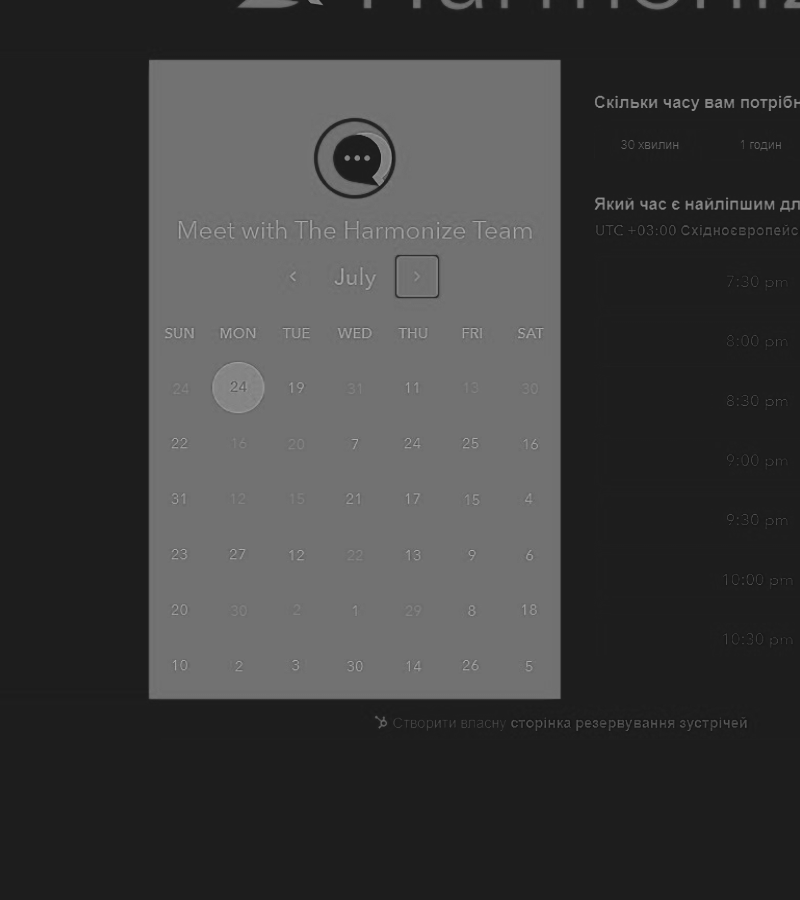 Harmoniz
Meet with The Harmonize Team
July
SUN MON TUE WED THU FRI SAT
24 24 19 31 11 13 30
22 16 20 7 24 25 16
31 12 15 21 17 15 4
23 27 12 22 13 9 6
20 30 2 1 29 8 18
10 2 3 30 14 26 5
Скільки часу вам потрібн
30 хвилин 1 годин
Який час є найліпшим дл
UTC +03:00 Східноєвропейс
7:30 pm
8:00 pm
8:30 pm
9:00 pm
9:30 pm
10:00 pm
10:30 pm
Створити власну сторінка резервування зустрічей